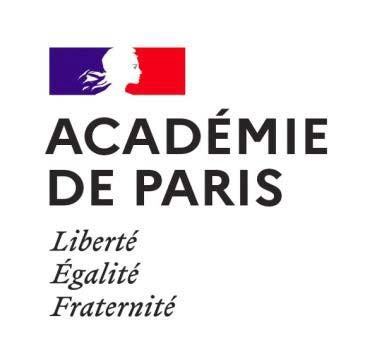 ACADÉMIE
DE PARIS
Liberté
Égalité
Fraternité